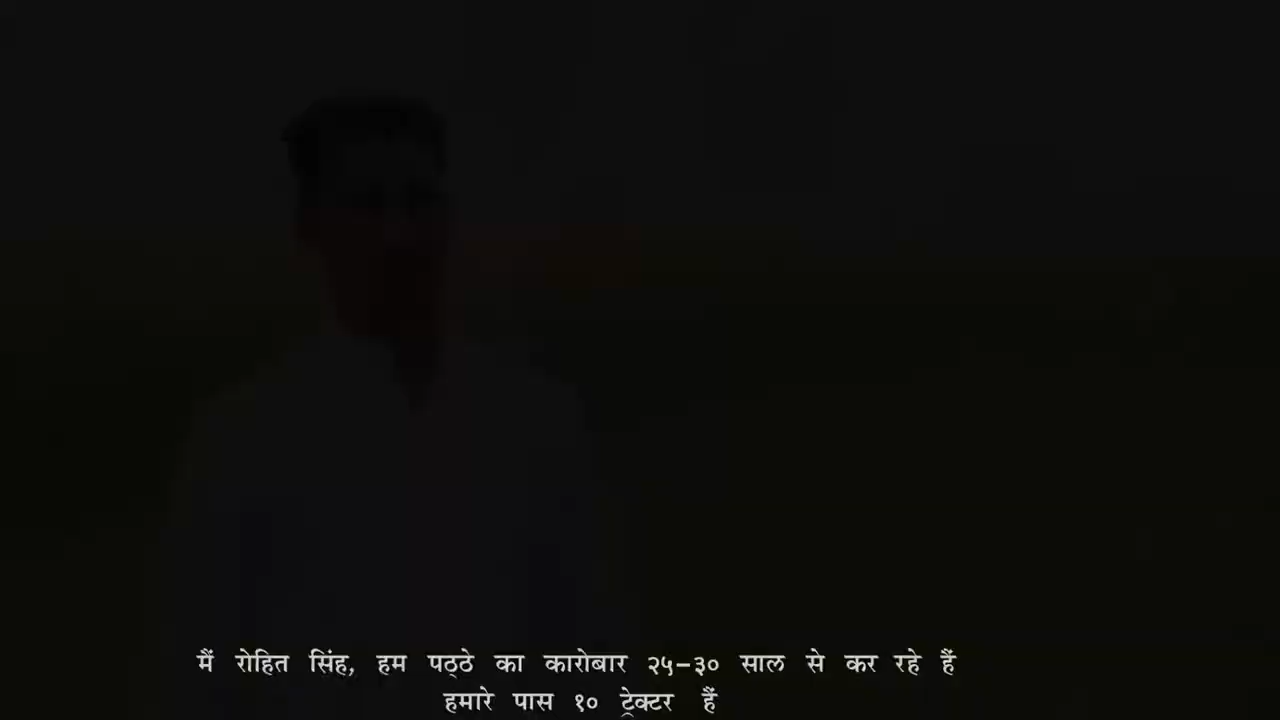 मैं रोहित सिंह, हम पठ्ठे का कारोबार २५–३० साल से कर रहे हैं
हमारे पास १० ट्रेक्टर हैं